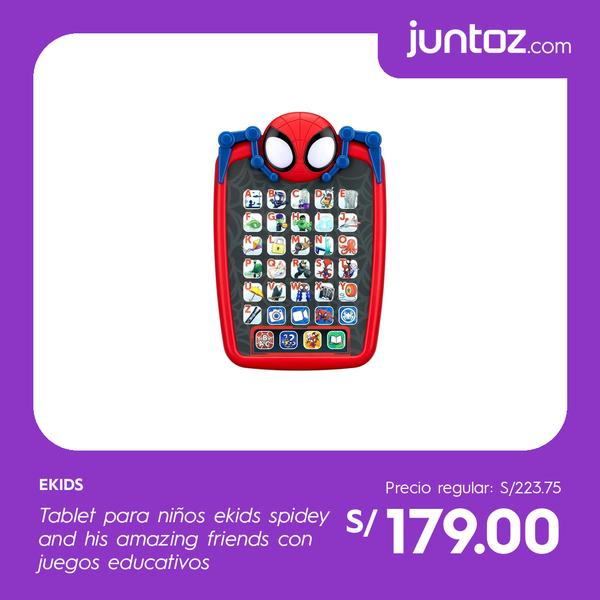 juntoz.com
A B C D E
F G H I J
K L M N O
P Q R S T
U V W X Y
Z
EKIDS
Precio regular: S/223.75
Tablet para niños ekids spidey
and his amazing friends con
juegos educativos
S/179.00